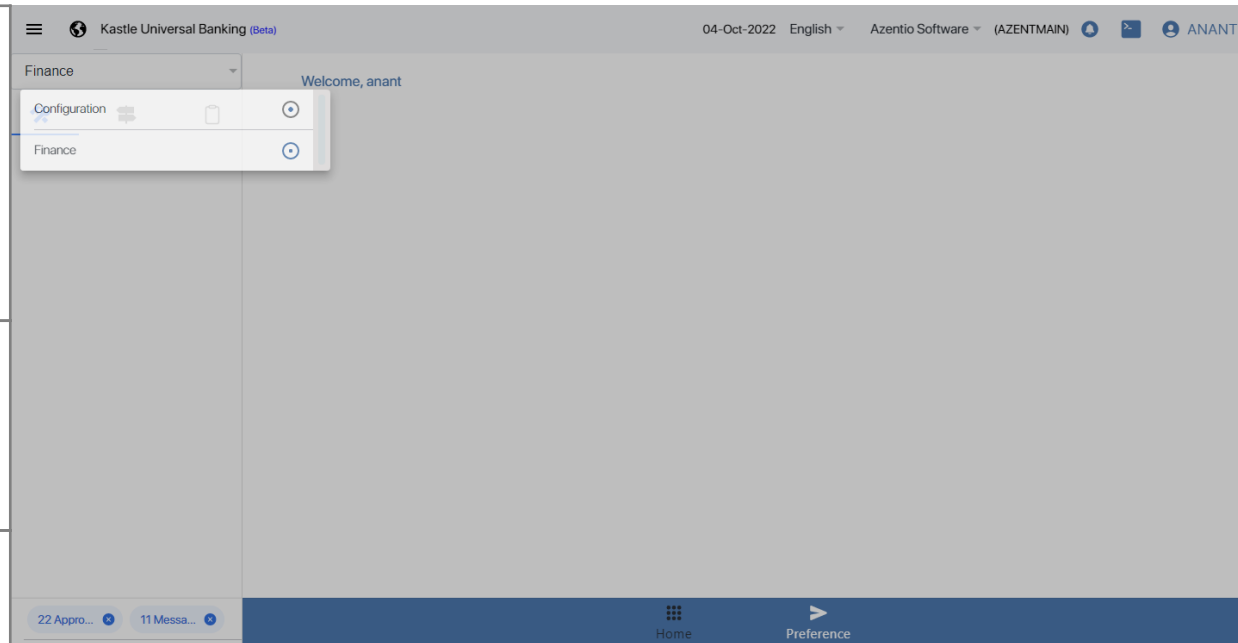 Kastle Universal Banking (Beta)
04-Oct-2022 English Azentio Software (AZENTMAIN) ANANT
Finance
Welcome, anant
Configuration
Finance
22 Appro... 11 Messa...
Home Preference